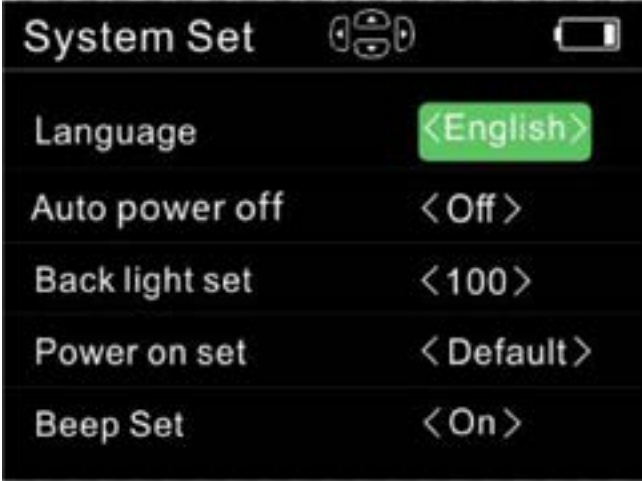 System Set
Language <English>
Auto power off <Off>
Back light set <100>
Power on set <Default>
Beep Set <On>